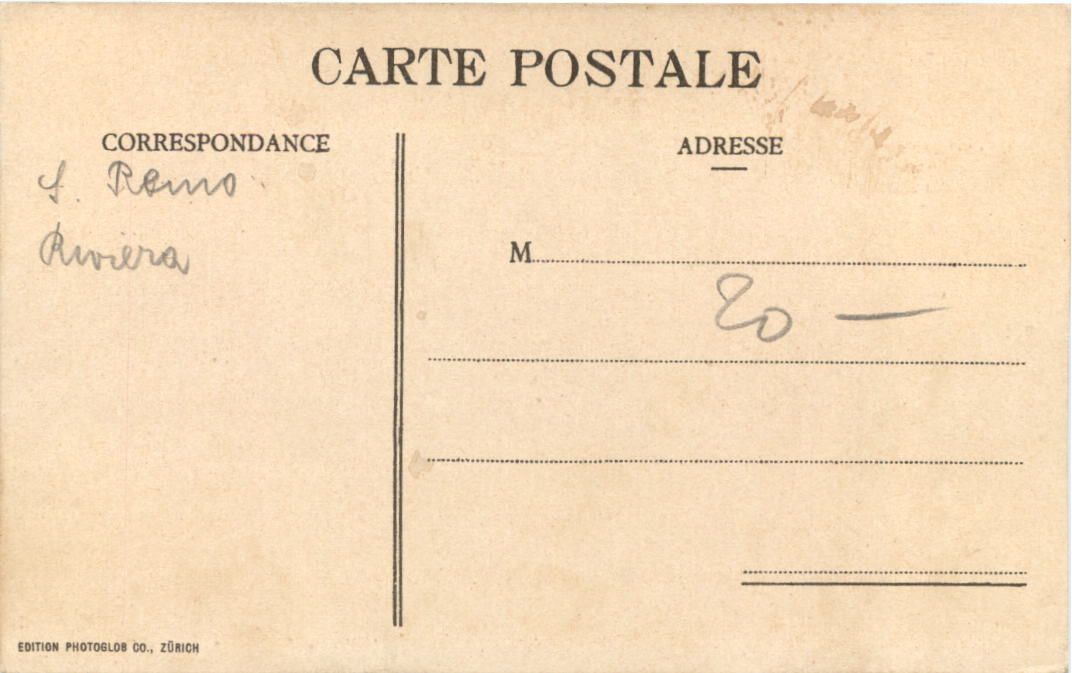 CARTE POSTALE
CORRESPONDANCE
ADRESSE
S. Remo
Riviera
M
20 —
EDITION PHOTOGLOB CO., ZÜRICH